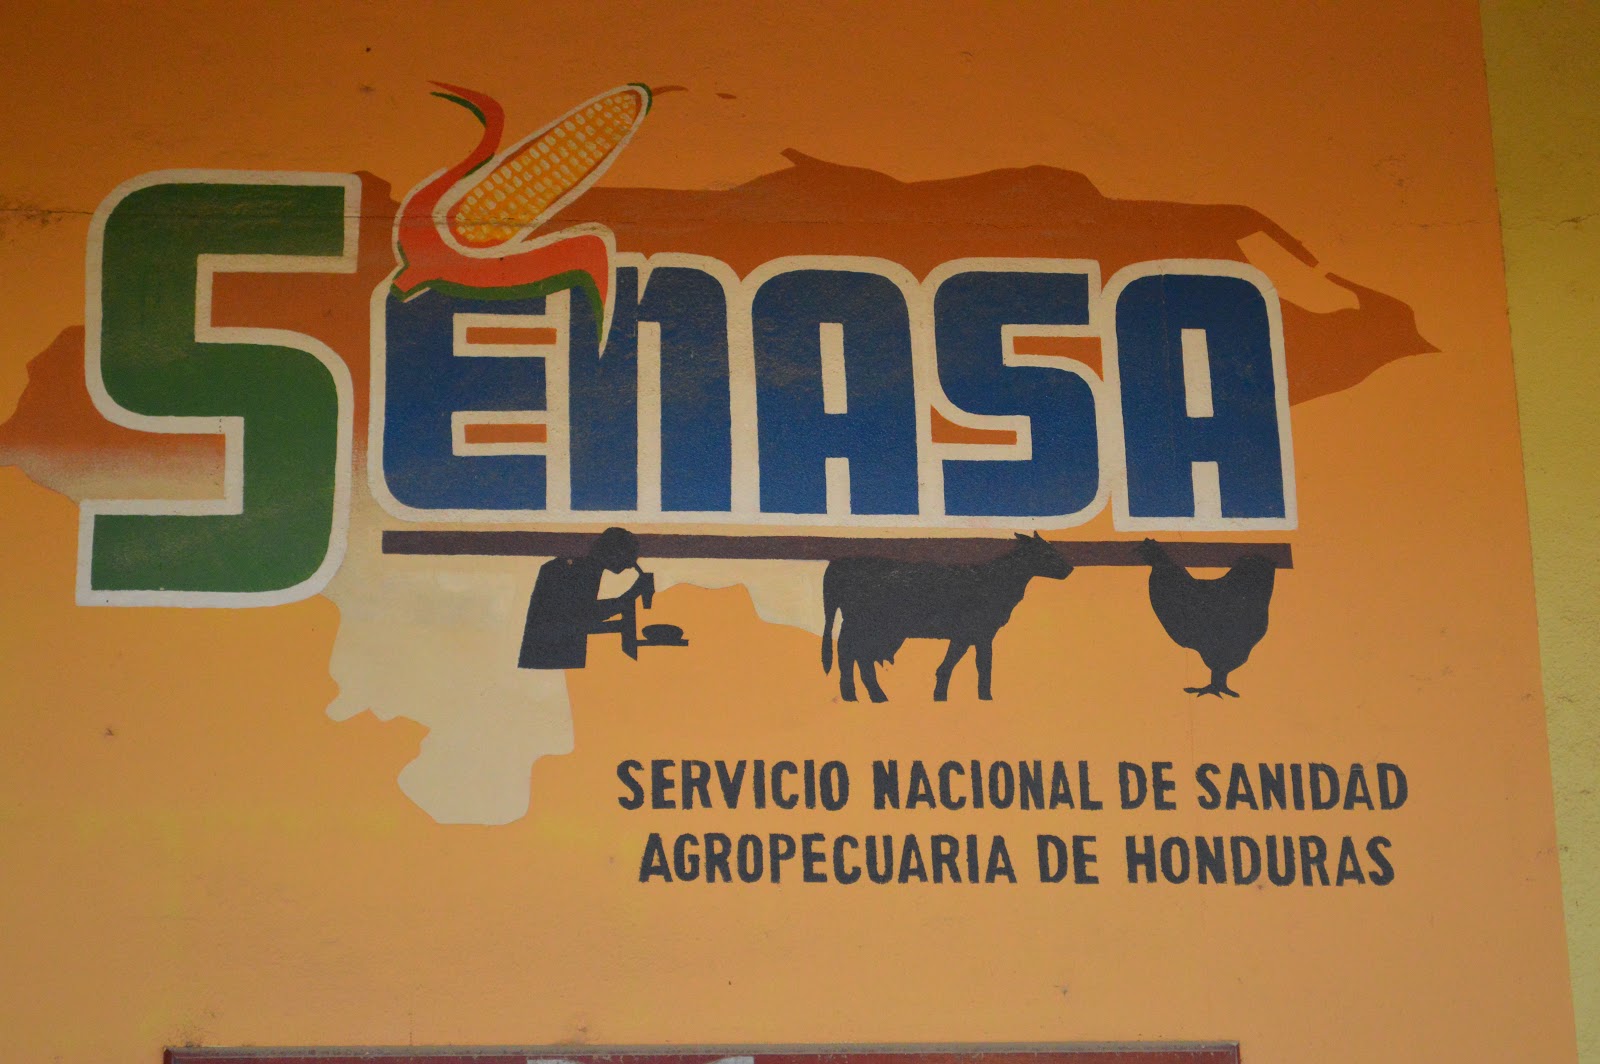 SENASA
SERVICIO NACIONAL DE SANIDAD
AGROPECUARIA DE HONDURAS